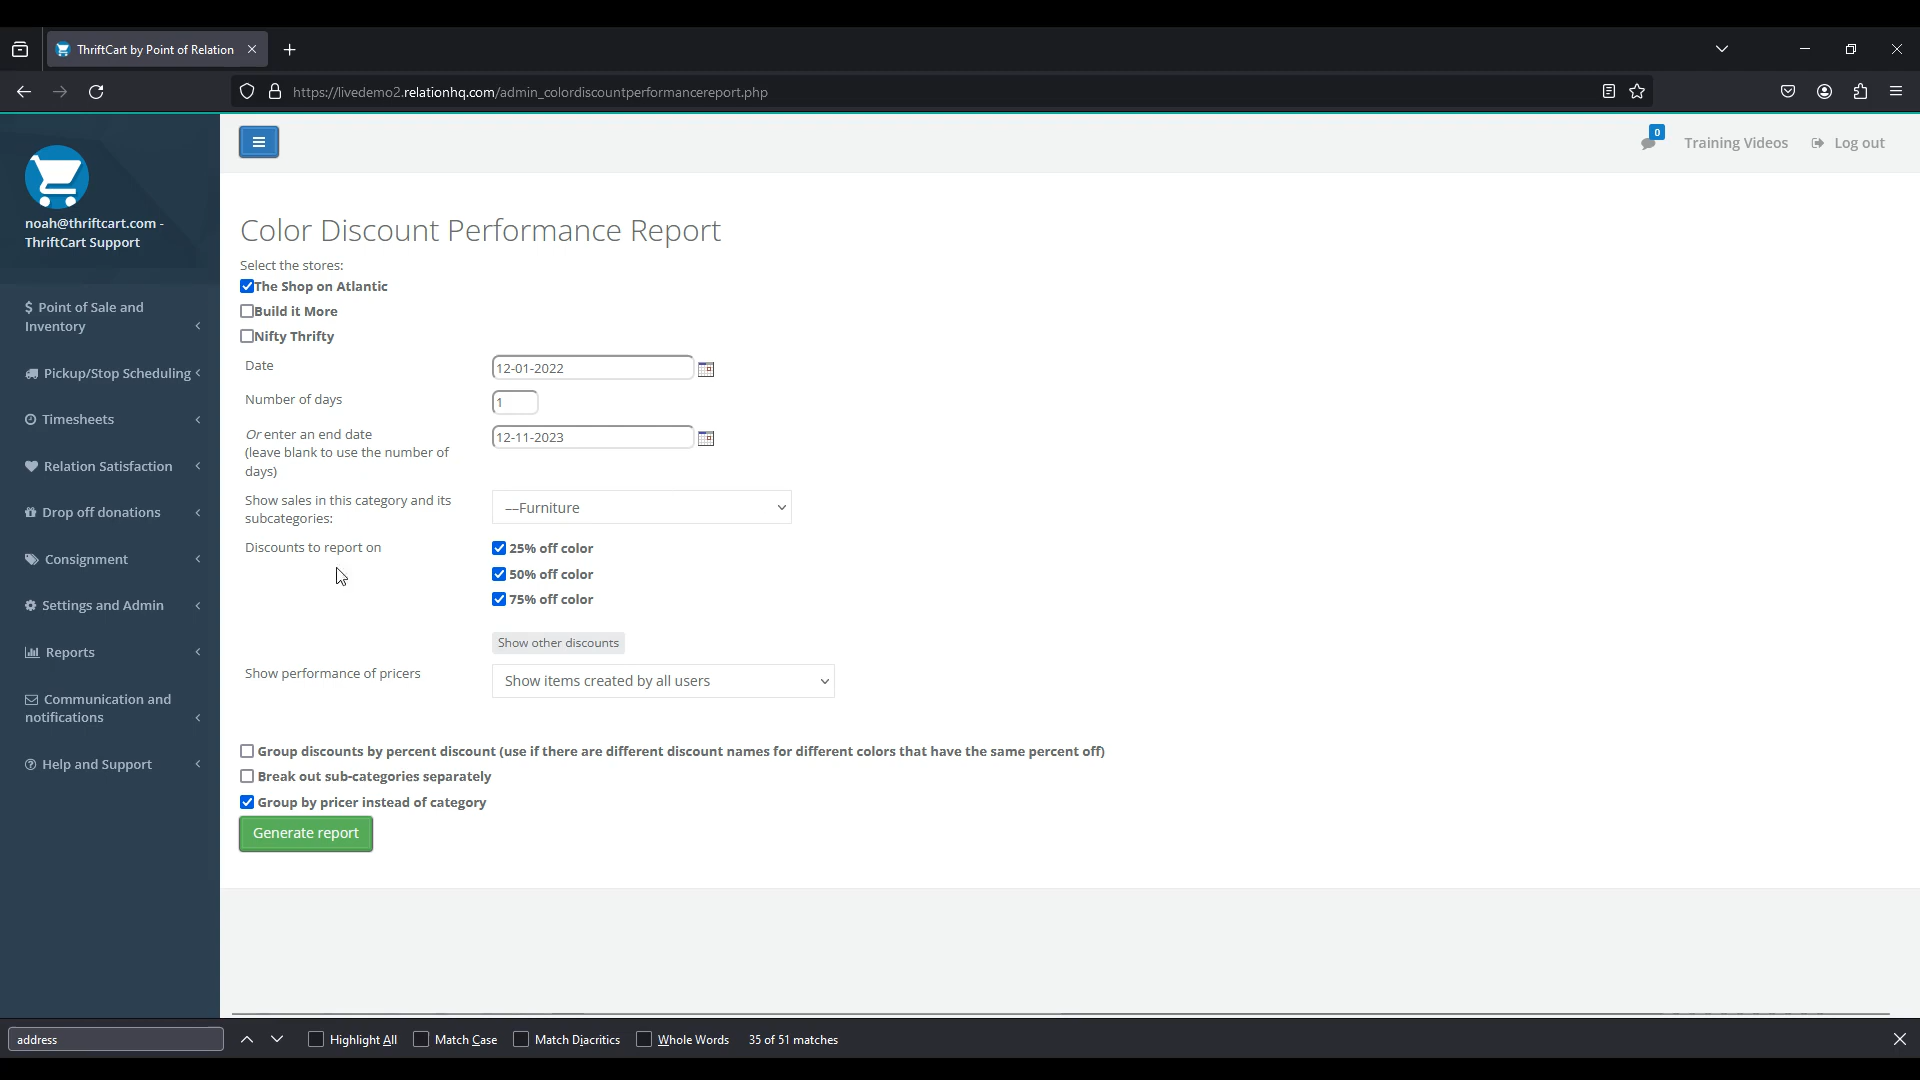 ThriftCart by Point of Relation
https://livedemo2.relationhq.com/admin_colordiscountperformancereport.php
0
Training Videos
Log out
noah@thriftcart.com -
ThriftCart Support
$ Point of Sale and
Inventory
Pickup/Stop Scheduling
Timesheets
Relation Satisfaction
Drop off donations
Consignment
Settings and Admin
Reports
Communication and
notifications
Help and Support
Color Discount Performance Report
Select the stores:
The Shop on Atlantic
Build it More
Nifty Thrifty
Date 12-01-2022
Number of days 1
Or enter an end date 12-11-2023
(leave blank to use the number of
days)
Show sales in this category and its
subcategories:
—Furniture
Discounts to report on
25% off color
50% off color
75% off color
Show other discounts
Show performance of pricers
Show items created by all users
Group discounts by percent discount (use if there are different discount names for different colors that have the same percent off)
Break out sub-categories separately
Group by pricer instead of category
Generate report
address
Highlight All
Match Case
Match Diacritics
Whole Words
35 of 51 matches